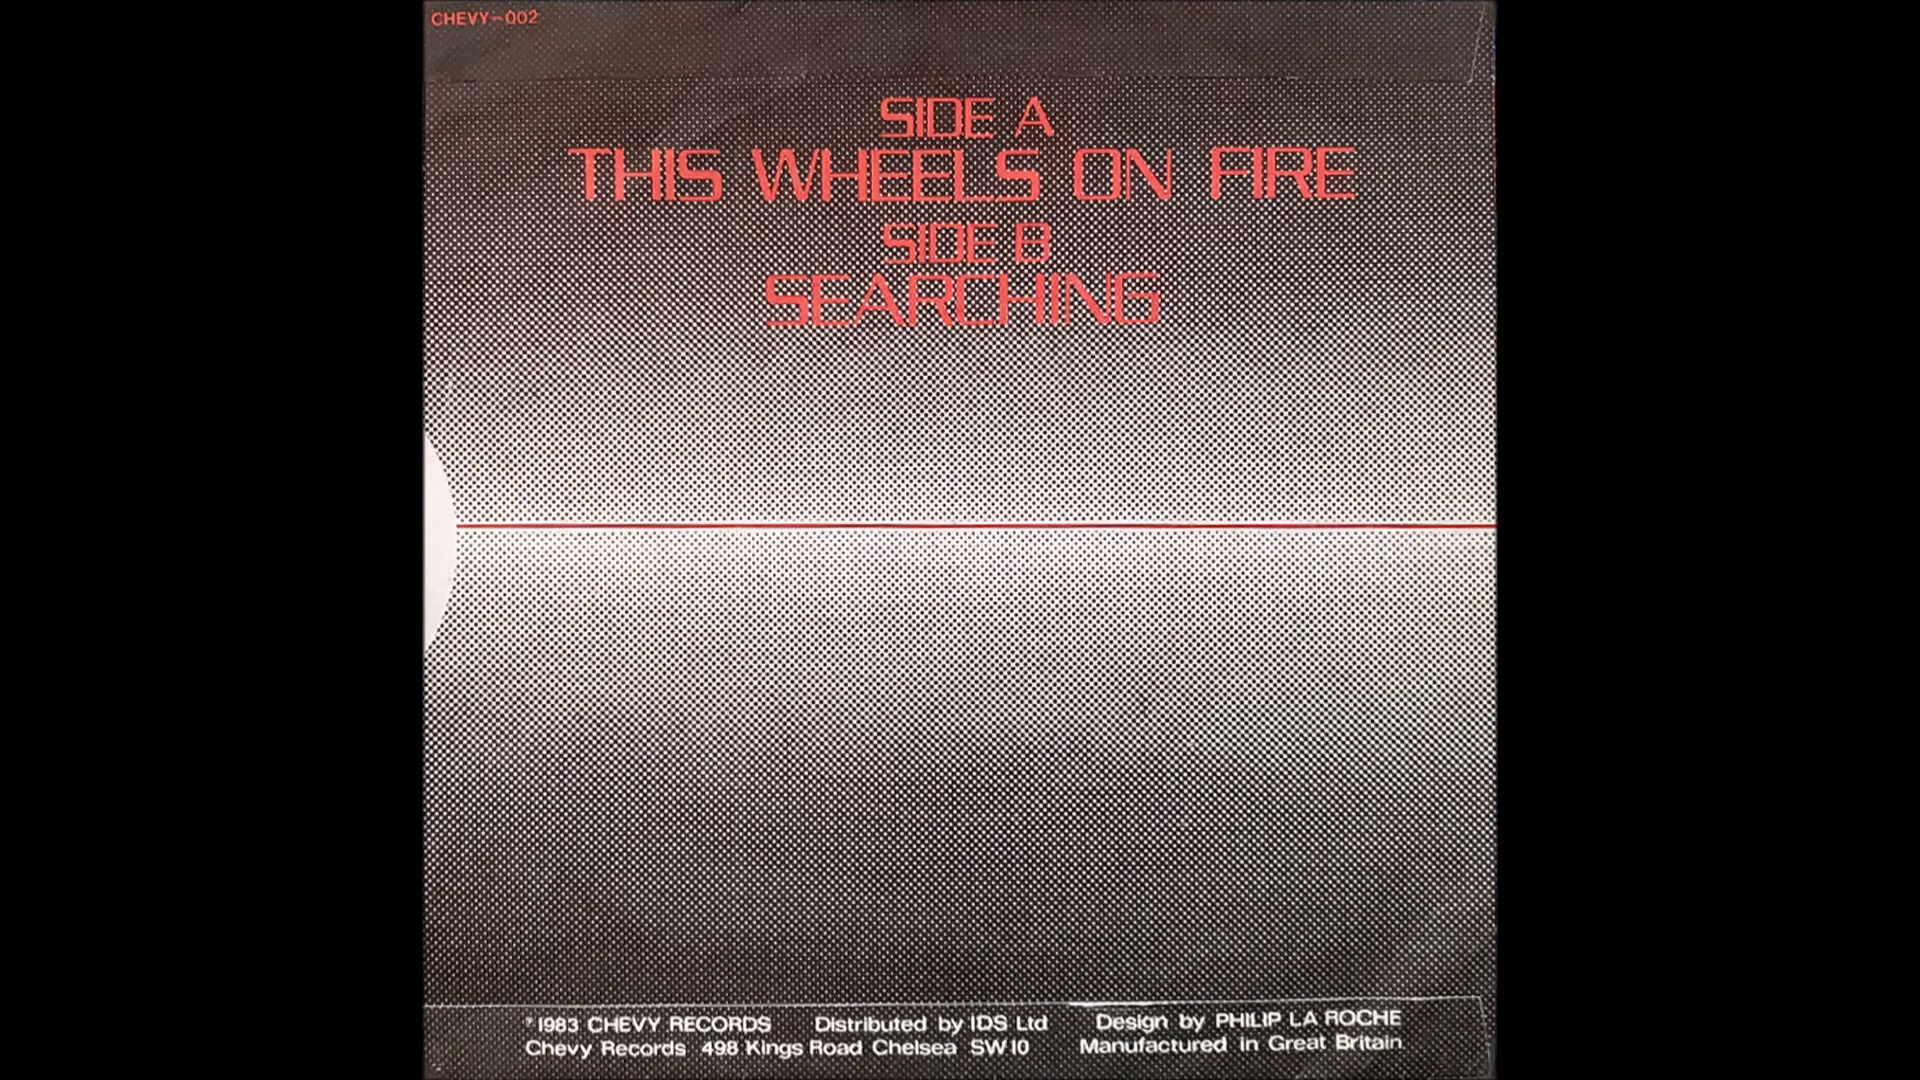 CHEVY-002
SIDE A
THIS WHEELS ON FIRE
SIDE B
SEARCHING
℗1983 CHEVY RECORDS Distributed by IDS Ltd Design by PHILIP LA ROCHE
Chevy Records 498 Kings Road Chelsea SW10 Manufactured in Great Britain